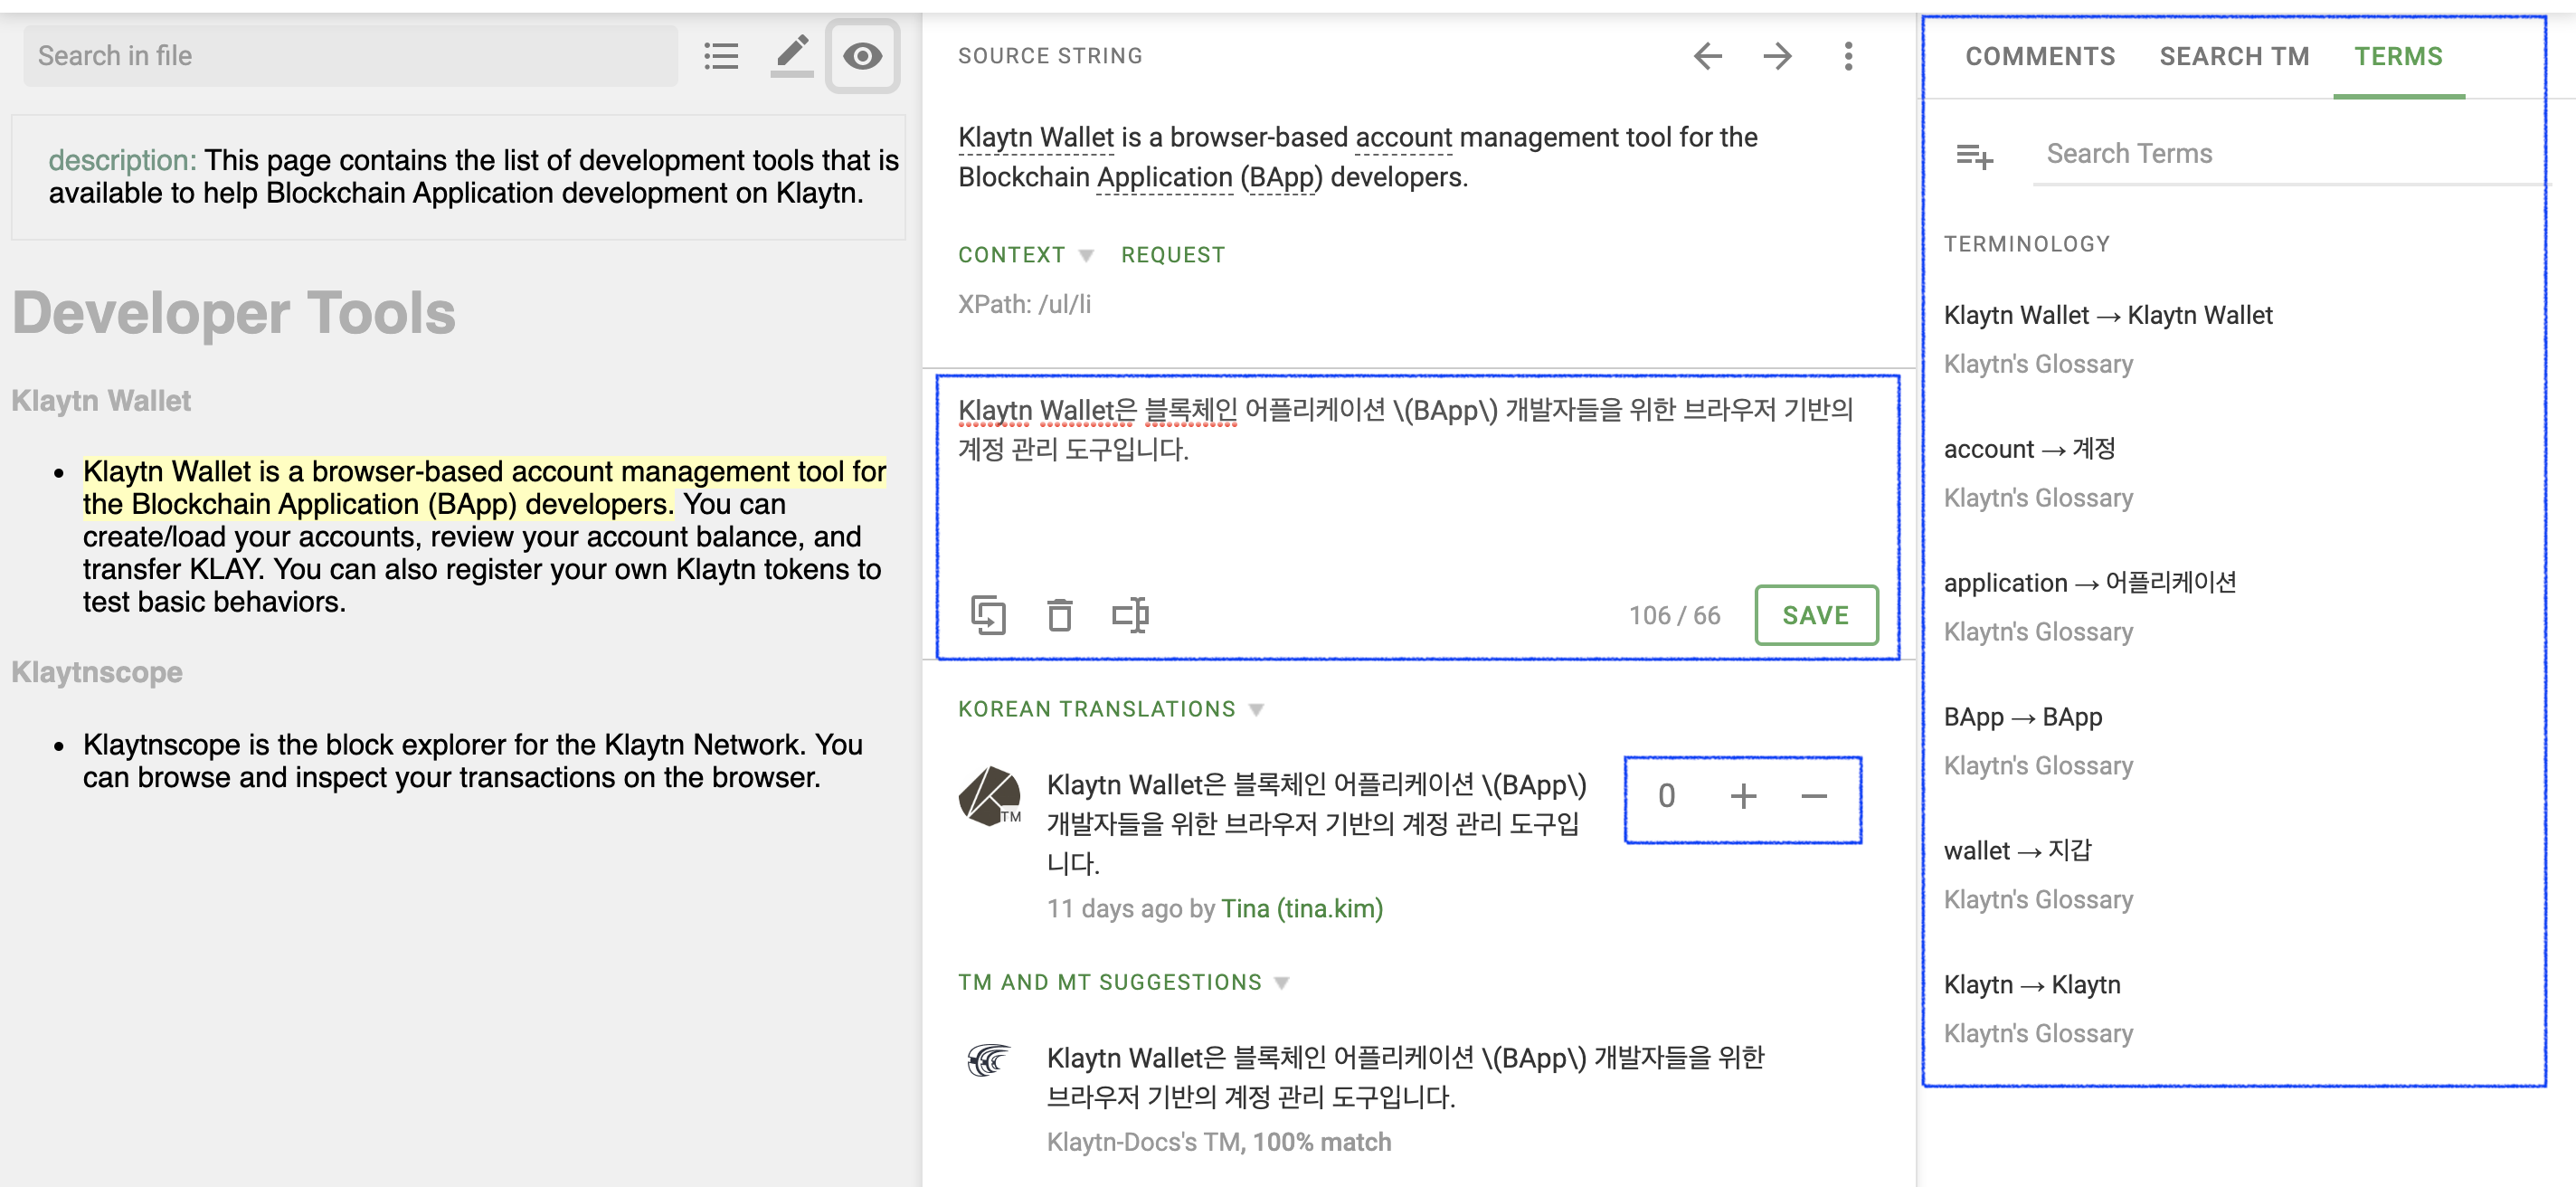 Search in file
description: This page contains the list of development tools that is
available to help Blockchain Application development on Klaytn.
Developer Tools
Klaytn Wallet
• Klaytn Wallet is a browser-based account management tool for
the Blockchain Application (BApp) developers. You can
create/load your accounts, review your account balance, and
transfer KLAY. You can also register your own Klaytn tokens to
test basic behaviors.
Klaytnscope
• Klaytnscope is the block explorer for the Klaytn Network. You
can browse and inspect your transactions on the browser.
SOURCE STRING
Klaytn Wallet is a browser-based account management tool for the
Blockchain Application (BApp) developers.
CONTEXT REQUEST
XPath: /ul/li
Klaytn Wallet은 블록체인 어플리케이션 \(BApp\) 개발자들을 위한 브라우저 기반의
계정 관리 도구입니다.
106 / 66 SAVE
KOREAN TRANSLATIONS
TM
Klaytn Wallet은 블록체인 어플리케이션 \(BApp\)
개발자들을 위한 브라우저 기반의 계정 관리 도구입
니다.
0 + −
11 days ago by Tina (tina.kim)
TM AND MT SUGGESTIONS
Klaytn Wallet은 블록체인 어플리케이션 \(BApp\) 개발자들을 위한
브라우저 기반의 계정 관리 도구입니다.
Klaytn-Docs's TM, 100% match
COMMENTS SEARCH TM TERMS
Search Terms
TERMINOLOGY
Klaytn Wallet → Klaytn Wallet
Klaytn's Glossary
account → 계정
Klaytn's Glossary
application → 어플리케이션
Klaytn's Glossary
BApp → BApp
Klaytn's Glossary
wallet → 지갑
Klaytn's Glossary
Klaytn → Klaytn
Klaytn's Glossary